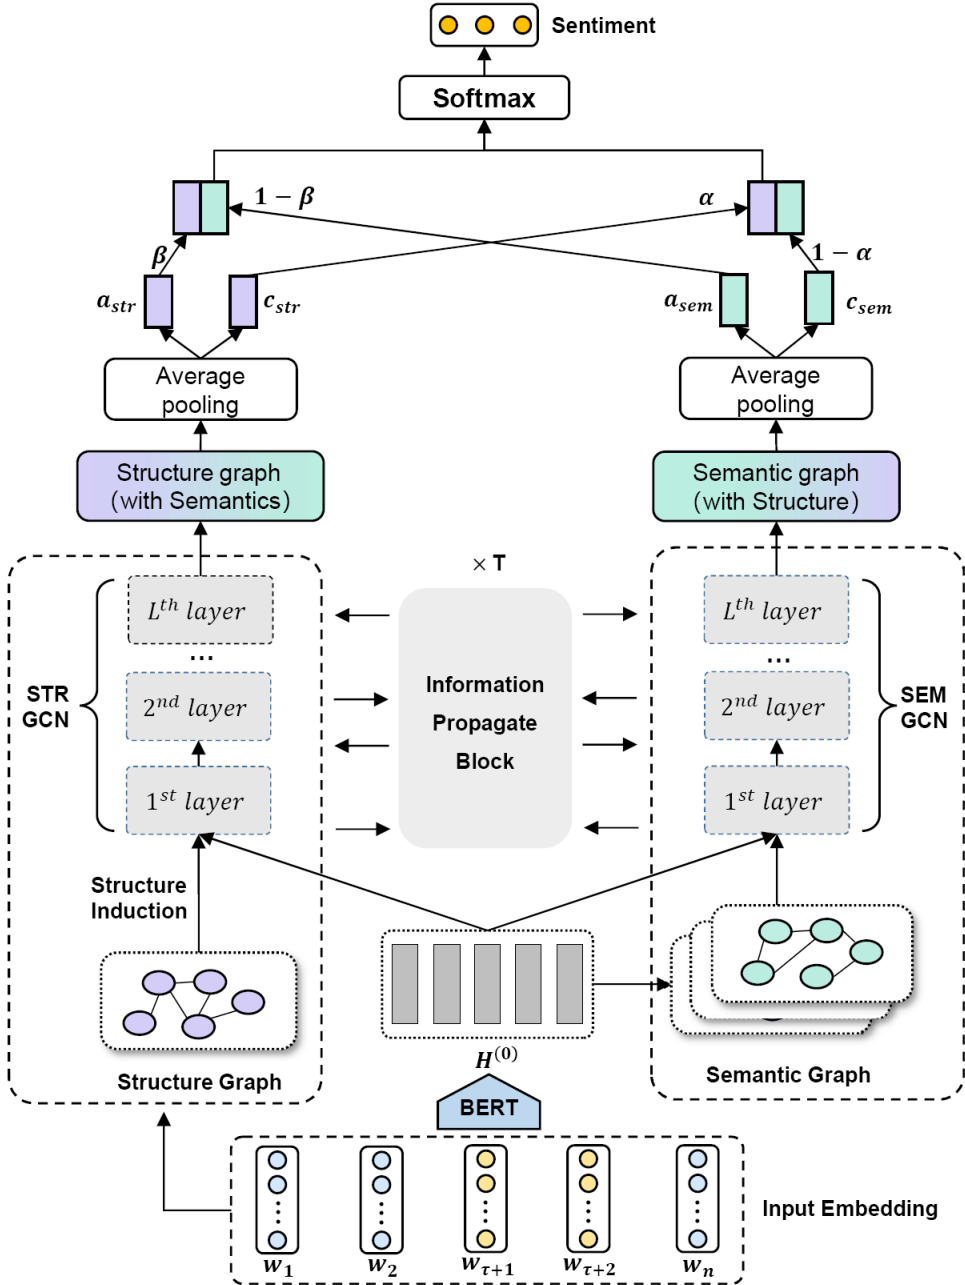 Sentiment
Softmax
1 − β
α
β
1 − α
a_str
c_str
a_sem
c_sem
Average
pooling
Average
pooling
Structure graph
(with Semantics)
Semantic graph
(with Structure)
× T
L^th layer
...
2^nd layer
1^st layer
STR
GCN
Information
Propagate
Block
L^th layer
...
2^nd layer
1^st layer
SEM
GCN
Structure
Induction
Structure Graph
H^(0)
Semantic Graph
BERT
Input Embedding
w_1
w_2
w_τ+1
w_τ+2
w_n